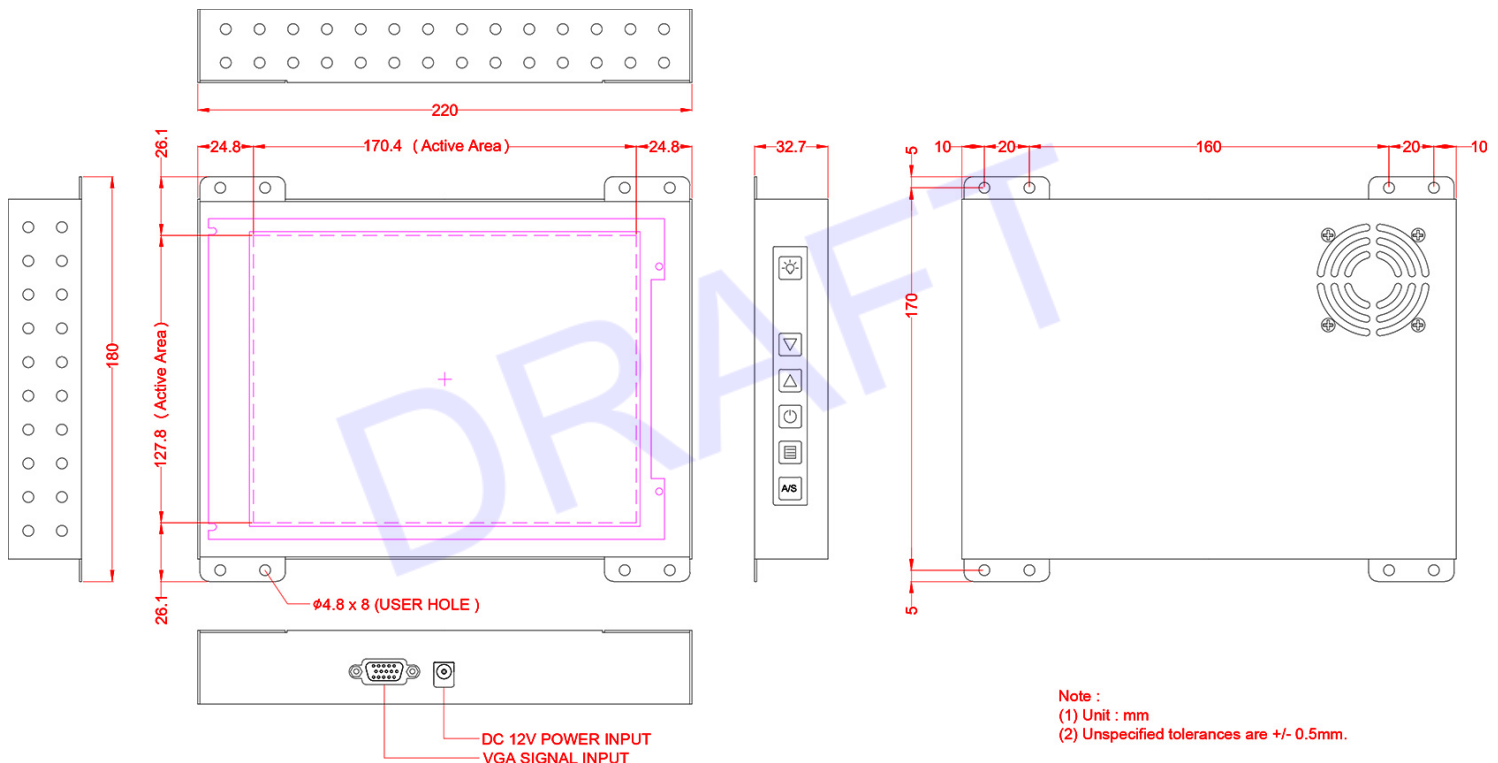 220
26.1
24.8
170.4 ( Active Area )
24.8
32.7
10
20
160
20
10
5
180
127.8 ( Active Area )
170
A/S
DRAFT
26.1
5
Ø4.8 x 8 (USER HOLE )
DC 12V POWER INPUT
VGA SIGNAL INPUT
Note :
(1) Unit : mm
(2) Unspecified tolerances are +/- 0.5mm.